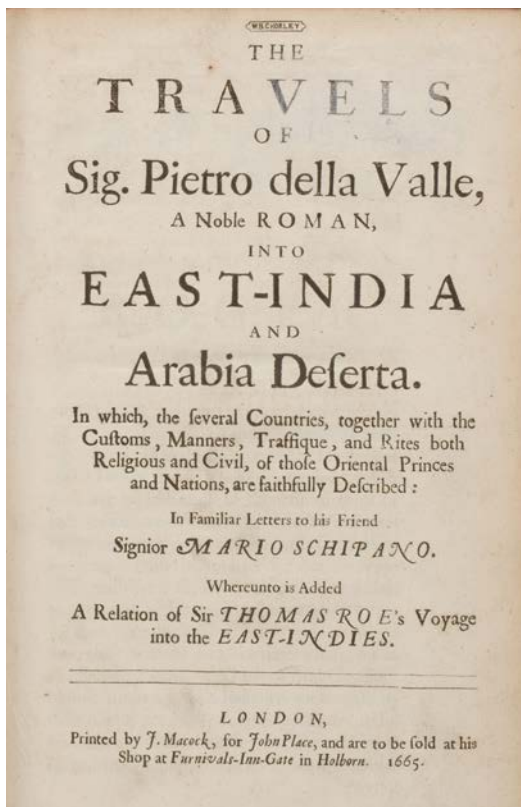 W.B.CHORLEY
THE
TRAVELS
OF
Sig. Pietro della Valle,
A Noble ROMAN,
INTO
EAST-INDIA
AND
Arabia Deſerta.
In which, the ſeveral Countries, together with the
Cuſtoms, Manners, Traffique, and Rites both
Religious and Civil, of thoſe Oriental Princes
and Nations, are faithfully Deſcribed:
In Familiar Letters to his Friend
Signior MARIO SCHIPANO.
Whereunto is Added
A Relation of Sir THOMAS ROE's Voyage
into the EAST-INDIES.
LONDON,
Printed by J. Macock, for John Place, and are to be ſold at his
Shop at Furnivals-Inn-Gate in Holborn. 1665.